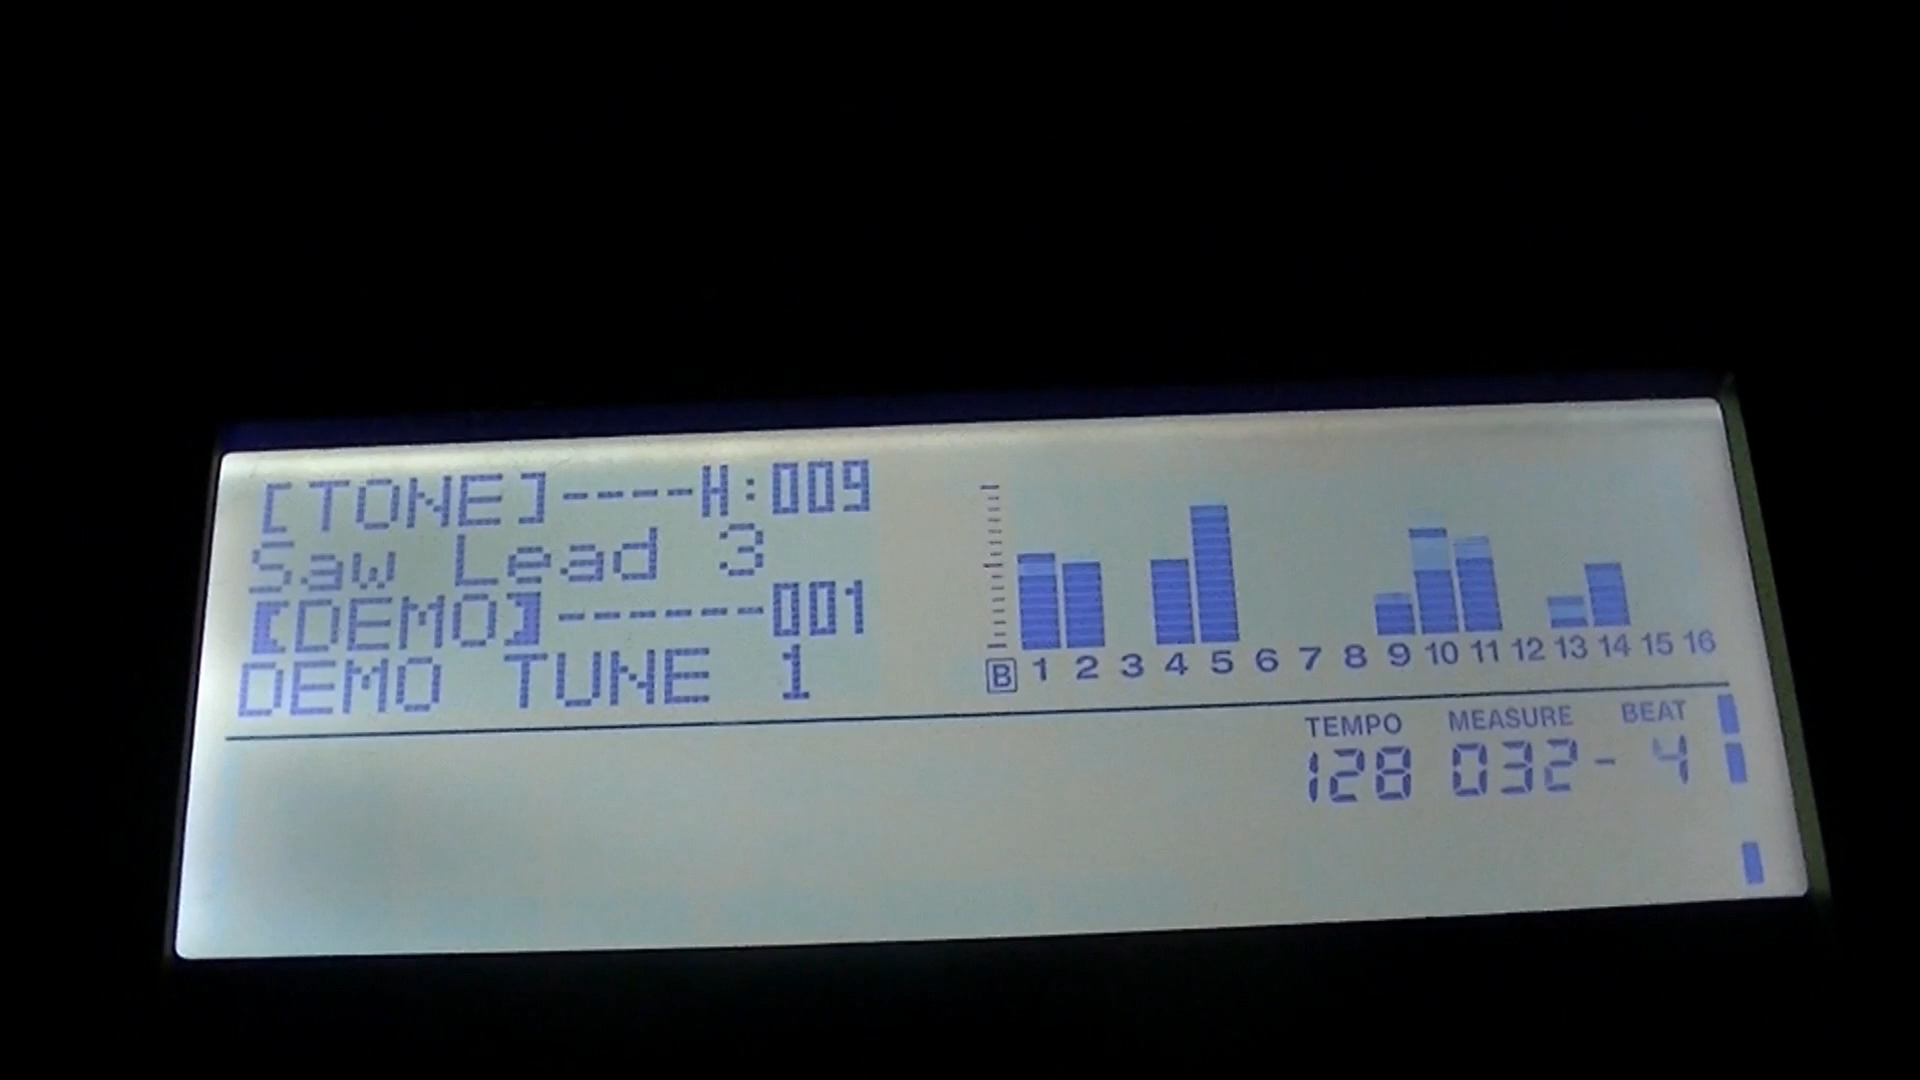 [TONE]----H:009
Saw Lead 3
【DEMO】------001
DEMO TUNE 1
B 1 2 3 4 5 6 7 8 9 10 11 12 13 14 15 16
TEMPO MEASURE BEAT
128 032- 4